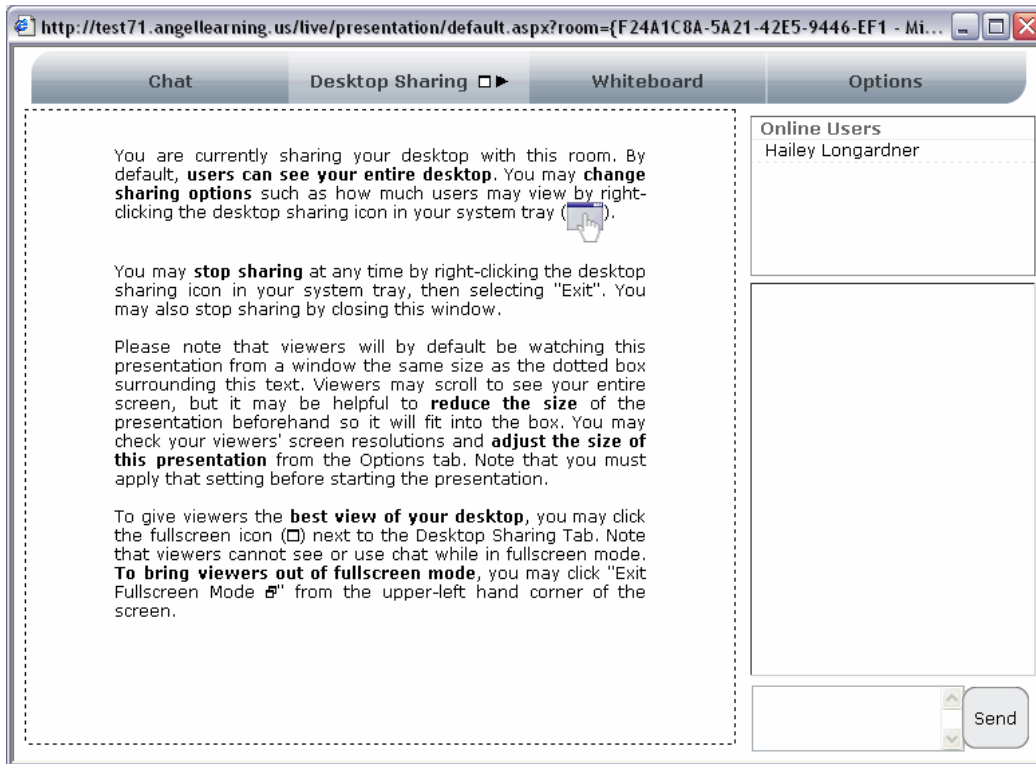 http://test71.angellearning.us/live/presentation/default.aspx?room={F24A1C8A-5A21-42E5-9446-EF1 - Mi...
Chat
Desktop Sharing
Whiteboard
Options
You are currently sharing your desktop with this room. By
default, users can see your entire desktop. You may change
sharing options such as how much users may view by right-
clicking the desktop sharing icon in your system tray ( ).
You may stop sharing at any time by right-clicking the desktop
sharing icon in your system tray, then selecting "Exit". You
may also stop sharing by closing this window.
Please note that viewers will by default be watching this
presentation from a window the same size as the dotted box
surrounding this text. Viewers may scroll to see your entire
screen, but it may be helpful to reduce the size of the
presentation beforehand so it will fit into the box. You may
check your viewers' screen resolutions and adjust the size of
this presentation from the Options tab. Note that you must
apply that setting before starting the presentation.
To give viewers the best view of your desktop, you may click
the fullscreen icon ( ) next to the Desktop Sharing Tab. Note
that viewers cannot see or use chat while in fullscreen mode.
To bring viewers out of fullscreen mode, you may click "Exit
Fullscreen Mode " from the upper-left hand corner of the
screen.
Online Users
Hailey Longardner
Send